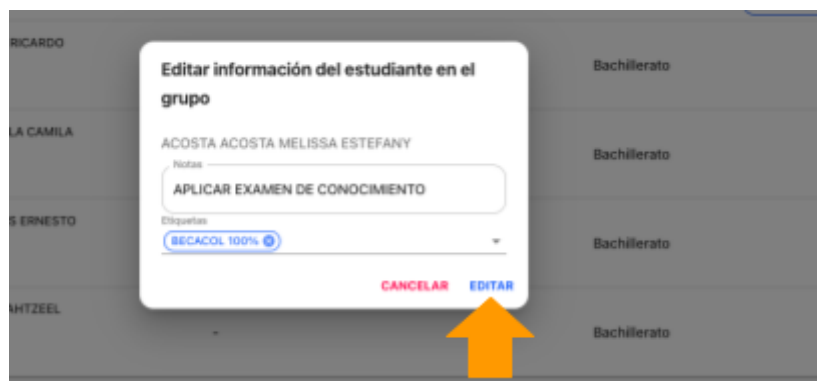 RICARDO
Editar información del estudiante en el
grupo
Bachillerato
LA CAMILA
ACOSTA ACOSTA MELISSA ESTEFANY
Notas
APLICAR EXAMEN DE CONOCIMIENTO
Bachillerato
S ERNESTO
Etiquetas
BECACOL 100%
Bachillerato
CANCELAR EDITAR
AHTZEEL
-
Bachillerato